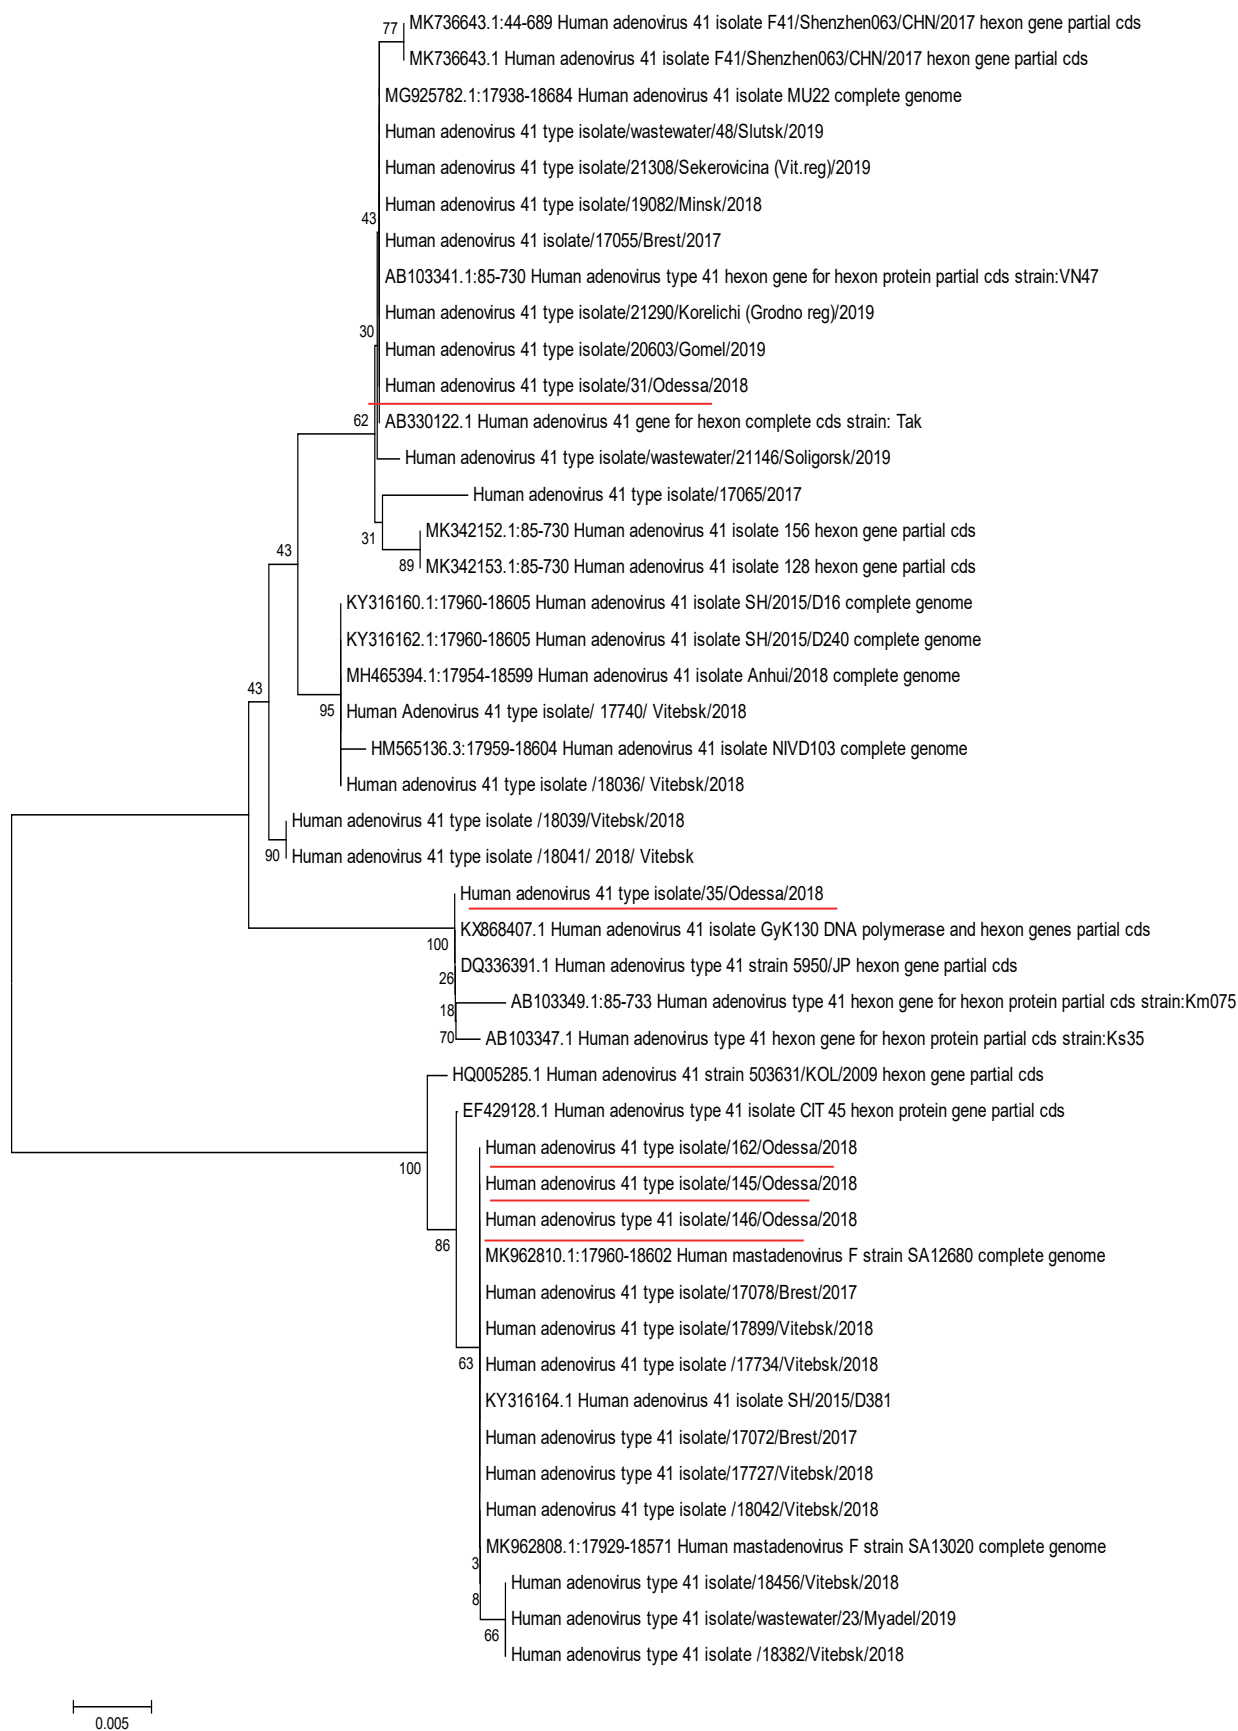 77
MK736643.1:44-689 Human adenovirus 41 isolate F41/Shenzhen063/CHN/2017 hexon gene partial cds
MK736643.1 Human adenovirus 41 isolate F41/Shenzhen063/CHN/2017 hexon gene partial cds
MG925782.1:17938-18684 Human adenovirus 41 isolate MU22 complete genome
Human adenovirus 41 type isolate/wastewater/48/Slutsk/2019
Human adenovirus 41 type isolate/21308/Sekerovicina (Vit.reg)/2019
Human adenovirus 41 type isolate/19082/Minsk/2018
43
Human adenovirus 41 isolate/17055/Brest/2017
AB103341.1:85-730 Human adenovirus type 41 hexon gene for hexon protein partial cds strain:VN47
Human adenovirus 41 type isolate/21290/Korelichi (Grodno reg)/2019
30
Human adenovirus 41 type isolate/20603/Gomel/2019
Human adenovirus 41 type isolate/31/Odessa/2018
62
AB330122.1 Human adenovirus 41 gene for hexon complete cds strain: Tak
Human adenovirus 41 type isolate/wastewater/21146/Soligorsk/2019
Human adenovirus 41 type isolate/17065/2017
MK342152.1:85-730 Human adenovirus 41 isolate 156 hexon gene partial cds
31
43
89
MK342153.1:85-730 Human adenovirus 41 isolate 128 hexon gene partial cds
KY316160.1:17960-18605 Human adenovirus 41 isolate SH/2015/D16 complete genome
KY316162.1:17960-18605 Human adenovirus 41 isolate SH/2015/D240 complete genome
MH465394.1:17954-18599 Human adenovirus 41 isolate Anhui/2018 complete genome
43
95
Human Adenovirus 41 type isolate/ 17740/ Vitebsk/2018
HM565136.3:17959-18604 Human adenovirus 41 isolate NIVD103 complete genome
Human adenovirus 41 type isolate /18036/ Vitebsk/2018
Human adenovirus 41 type isolate /18039/Vitebsk/2018
90
Human adenovirus 41 type isolate /18041/ 2018/ Vitebsk
Human adenovirus 41 type isolate/35/Odessa/2018
KX868407.1 Human adenovirus 41 isolate GyK130 DNA polymerase and hexon genes partial cds
100
DQ336391.1 Human adenovirus type 41 strain 5950/JP hexon gene partial cds
26
AB103349.1:85-733 Human adenovirus type 41 hexon gene for hexon protein partial cds strain:Km075
18
70
AB103347.1 Human adenovirus type 41 hexon gene for hexon protein partial cds strain:Ks35
HQ005285.1 Human adenovirus 41 strain 503631/KOL/2009 hexon gene partial cds
EF429128.1 Human adenovirus type 41 isolate CIT 45 hexon protein gene partial cds
Human adenovirus 41 type isolate/162/Odessa/2018
100
Human adenovirus 41 type isolate/145/Odessa/2018
Human adenovirus type 41 isolate/146/Odessa/2018
86
MK962810.1:17960-18602 Human mastadenovirus F strain SA12680 complete genome
Human adenovirus 41 type isolate/17078/Brest/2017
Human adenovirus 41 type isolate/17899/Vitebsk/2018
63
Human adenovirus 41 type isolate /17734/Vitebsk/2018
KY316164.1 Human adenovirus 41 isolate SH/2015/D381
Human adenovirus type 41 isolate/17072/Brest/2017
Human adenovirus type 41 isolate/17727/Vitebsk/2018
Human adenovirus 41 type isolate /18042/Vitebsk/2018
MK962808.1:17929-18571 Human mastadenovirus F strain SA13020 complete genome
3
Human adenovirus type 41 isolate/18456/Vitebsk/2018
8
Human adenovirus type 41 isolate/wastewater/23/Myadel/2019
66
Human adenovirus type 41 isolate /18382/Vitebsk/2018
0.005